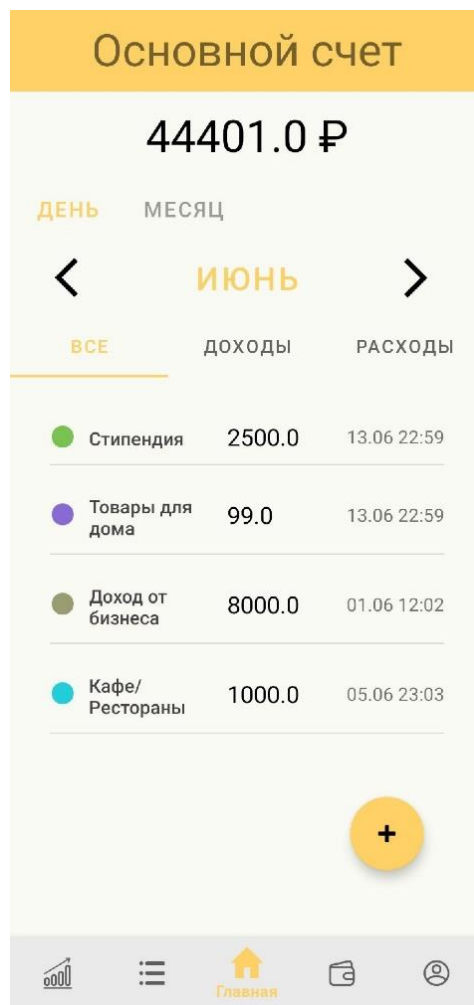 Основной счет
44401.0 ₽
ДЕНЬ МЕСЯЦ
ИЮНЬ
ВСЕ ДОХОДЫ РАСХОДЫ
Стипендия 2500.0 13.06 22:59
Товары для
дома 99.0 13.06 22:59
Доход от
бизнеса 8000.0 01.06 12:02
Кафе/
Рестораны 1000.0 05.06 23:03
+
Главная